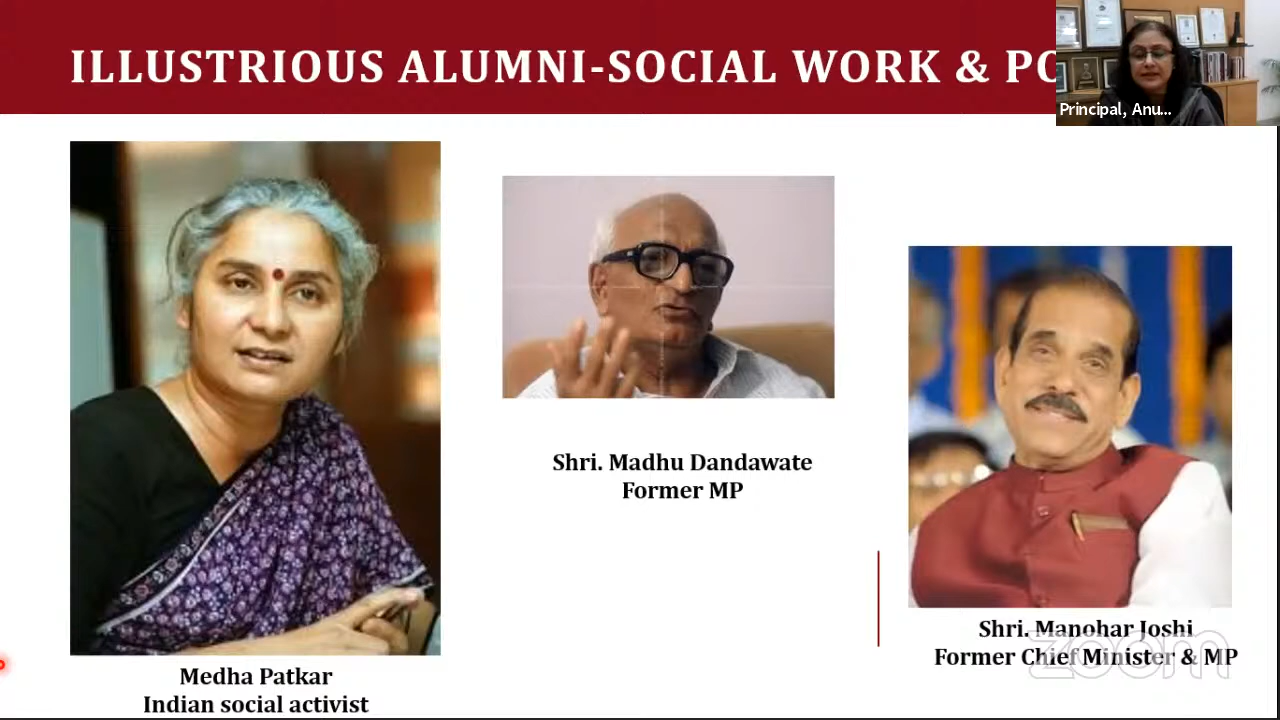 ILLUSTRIOUS ALUMNI-SOCIAL WORK & PO
Principal, Anu...
Shri. Madhu Dandawate
Former MP
Shri. Manohar Joshi
Former Chief Minister & MP
zoom
Medha Patkar
Indian social activist